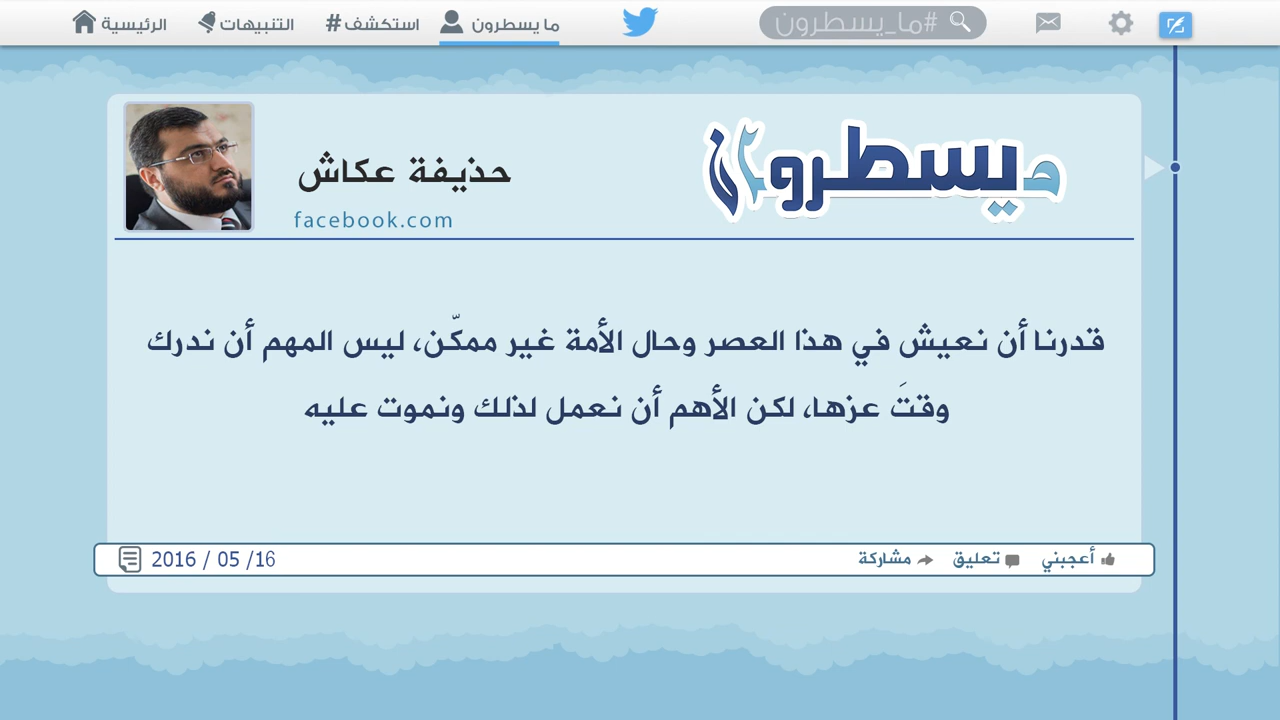 الرئيسية
التنبيهات
استكشف #
ما يسطرون
#ما_يسطرون
ما يسطرون2
حذيفة عكاش
facebook.com
قدرنا أن نعيش في هذا العصر وحال الأمة غير ممكّن، ليس المهم أن ندرك
وقتَ عزها، لكن الأهم أن نعمل لذلك ونموت عليه
أعجبني
تعليق
مشاركة
2016 / 05 /16